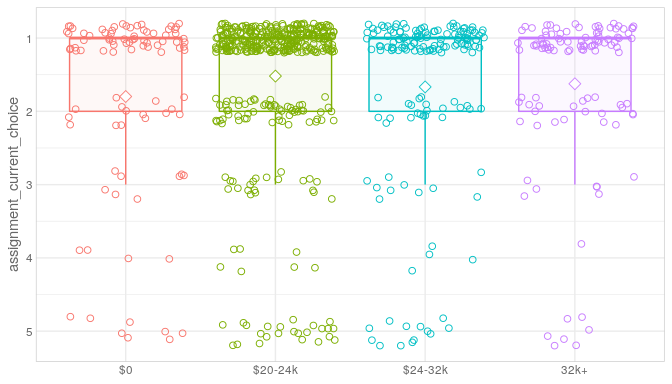 assignment_current_choice
1
2
3
4
5
$0
$20-24k
$24-32k
32k+